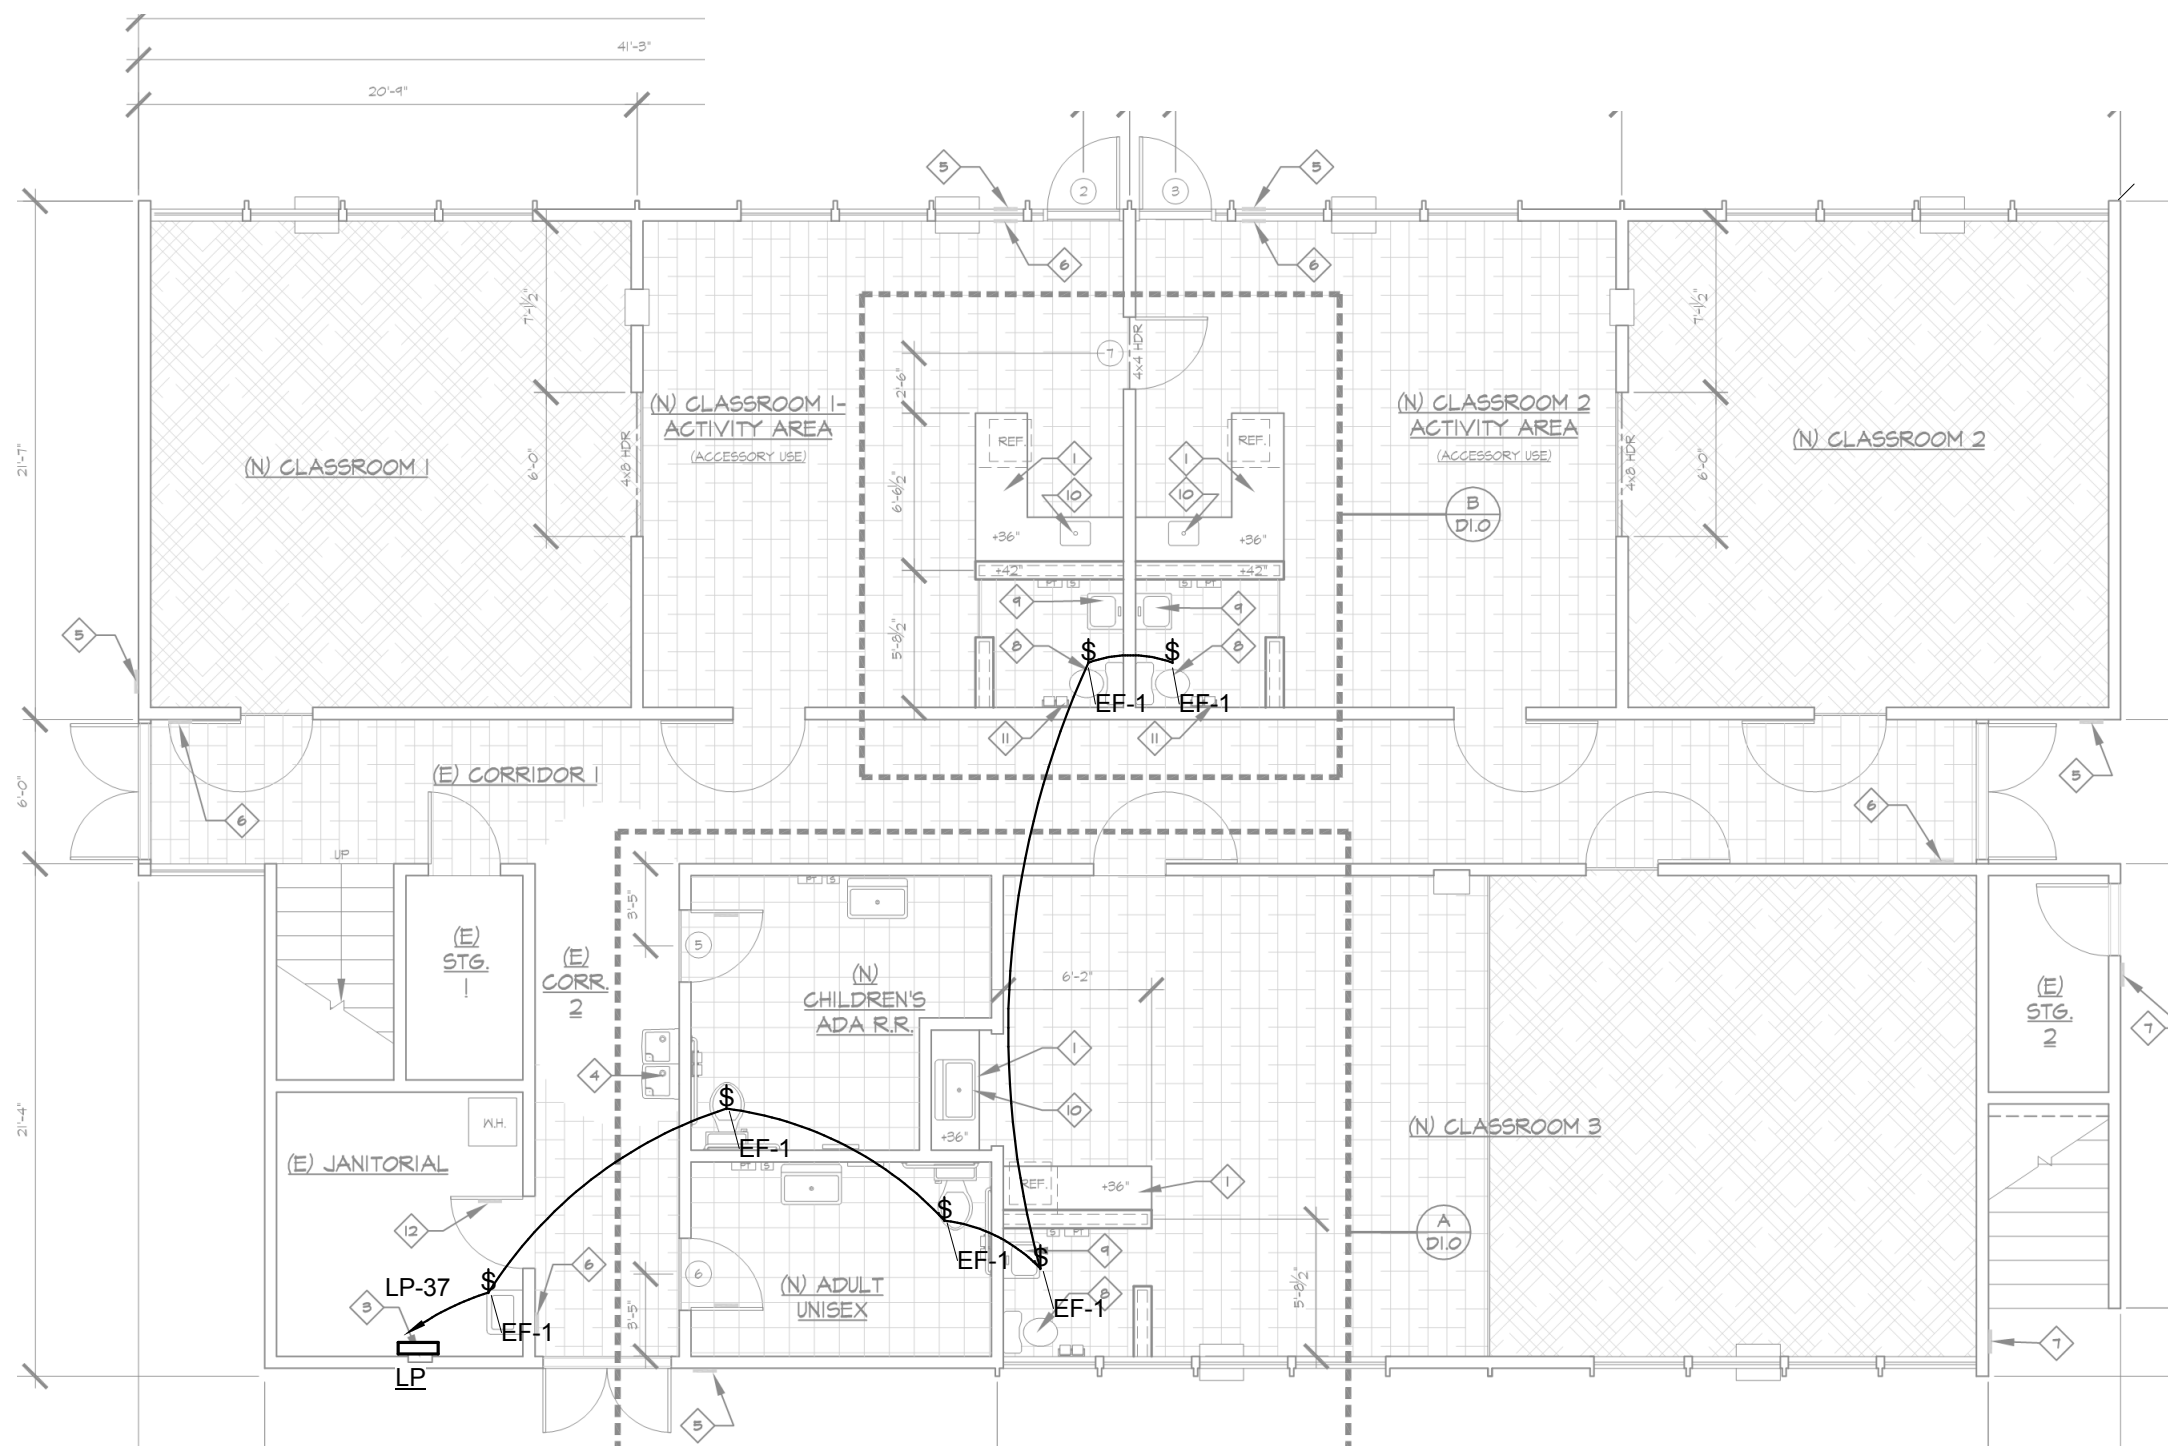 41'-3"
20'-9"
5
5
2
3
6
6
7'-1½"
7'-1½"
21'-7"
2'-6"
7
4x4 HDR
(N) CLASSROOM 1-
ACTIVITY AREA
(ACCESSORY USE)
(N) CLASSROOM 2
ACTIVITY AREA
(ACCESSORY USE)
(N) CLASSROOM 1
(N) CLASSROOM 2
6'-0"
4x8 HDR
4x8 HDR
6'-0"
REF.
REF.
1
1
10
10
6'-6½"
B
D1.0
+36"
+36"
+42"
+42"
PT
S
S
PT
9
9
5'-8½"
8
8
5
$
$
EF-1
EF-1
11
11
(E) CORRIDOR 1
5
6'-0"
6
6
UP
3'-5"
5
(E)
STG.
1
(E)
CORR.
2
PT
S
(N)
CHILDREN'S
ADA R.R.
6'-2"
(E)
STG.
2
7
1
4
10
+36"
$
EF-1
W.H.
21'-4"
(E) JANITORIAL
(N) CLASSROOM 3
PT
S
REF.
+36"
1
12
$
EF-1
S
PT
$
9
A
D1.0
6
6
8
EF-1
(N) ADULT
UNISEX
3'-5"
5'-8½"
LP-37
$
3
EF-1
LP
7
5